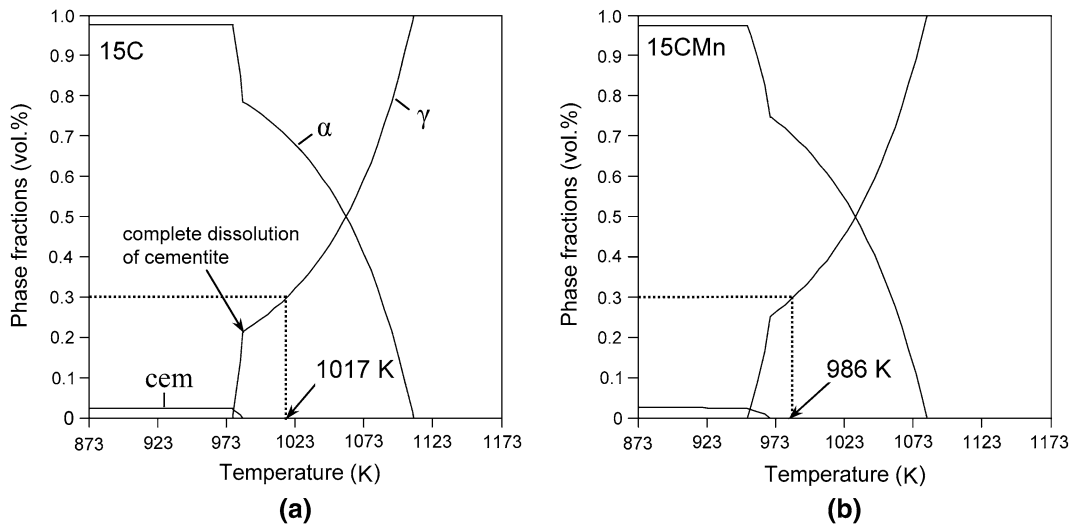 1.0
0.9
0.8
0.7
0.6
0.5
0.4
0.3
0.2
0.1
0
Phase fractions (vol.%)
15C
α
γ
complete dissolution
of cementite
cem
1017 K
873
923
973
1023
1073
1123
1173
Temperature (K)
(a)
1.0
0.9
0.8
0.7
0.6
0.5
0.4
0.3
0.2
0.1
0
Phase fractions (vol.%)
15CMn
986 K
873
923
973
1023
1073
1123
1173
Temperature (K)
(b)